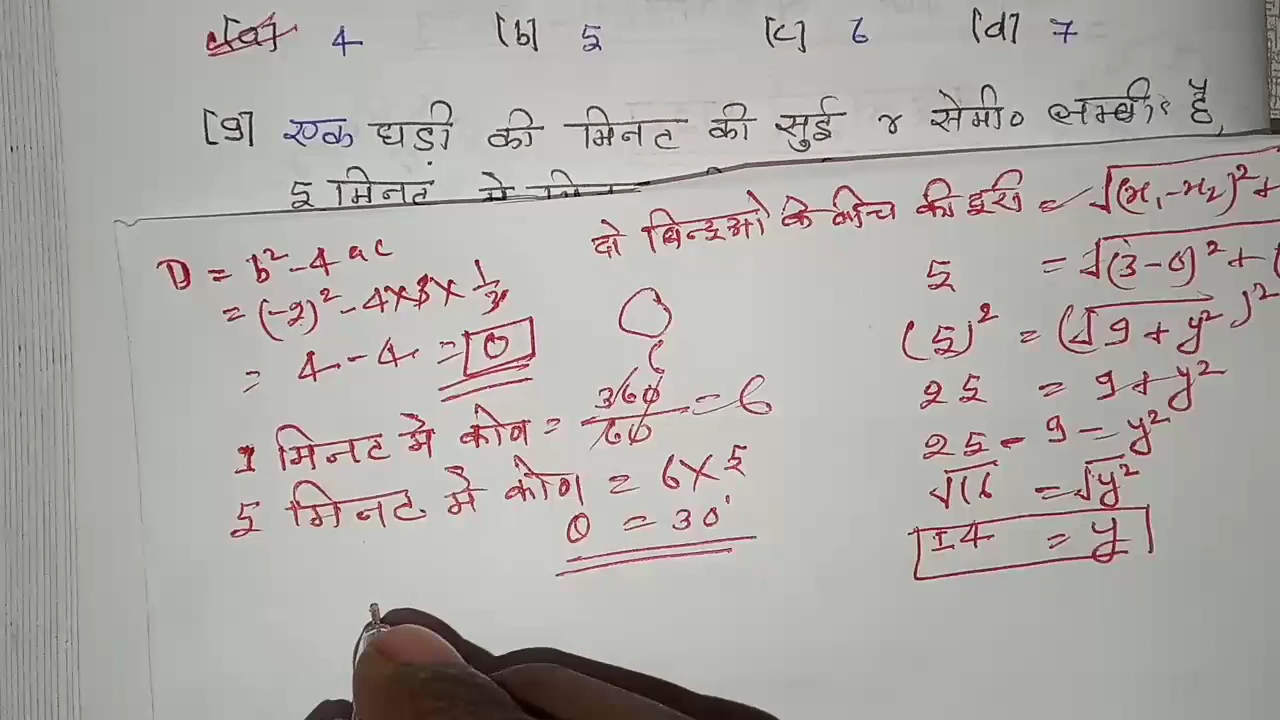 [a] 4 [b] 5 [c] 6 [d] 7
[9] एक घड़ी की मिनट की सुई r सेमी० लम्बी है,
5 मिनट में
D = b² - 4ac
= (-2)² - 4×3×1/3
= 4 - 4 = 0
1 मिनट में कोण = 360/60 = 6
5 मिनट में कोण = 6×5
θ = 30°
दो बिन्दुओं के बीच की दूरी = √(x₁-x₂)²+
5 = √(3-0)²+(
(5)² = (√9+y²)²
25 = 9+y²
25-9 = y²
√16 = √y²
±4 = y